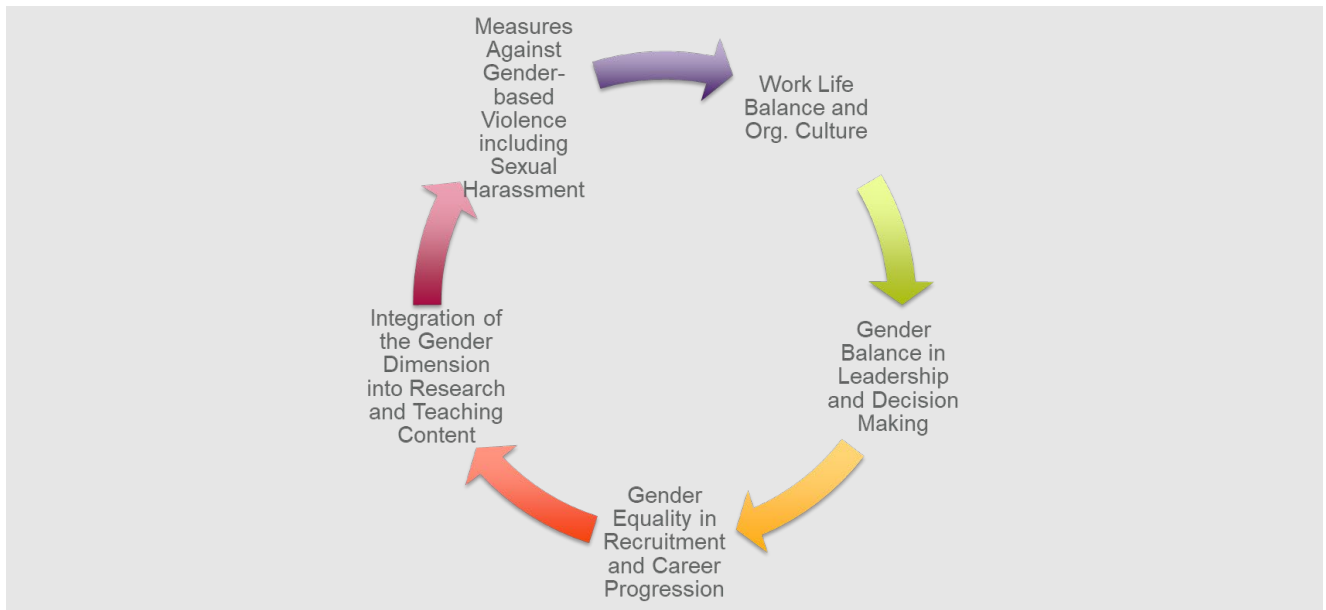 Measures
Against
Gender-
based
Violence
including
Sexual
Harassment
Work Life
Balance and
Org. Culture
Gender
Balance in
Leadership
and Decision
Making
Gender
Equality in
Recruitment
and Career
Progression
Integration of
the Gender
Dimension
into Research
and Teaching
Content